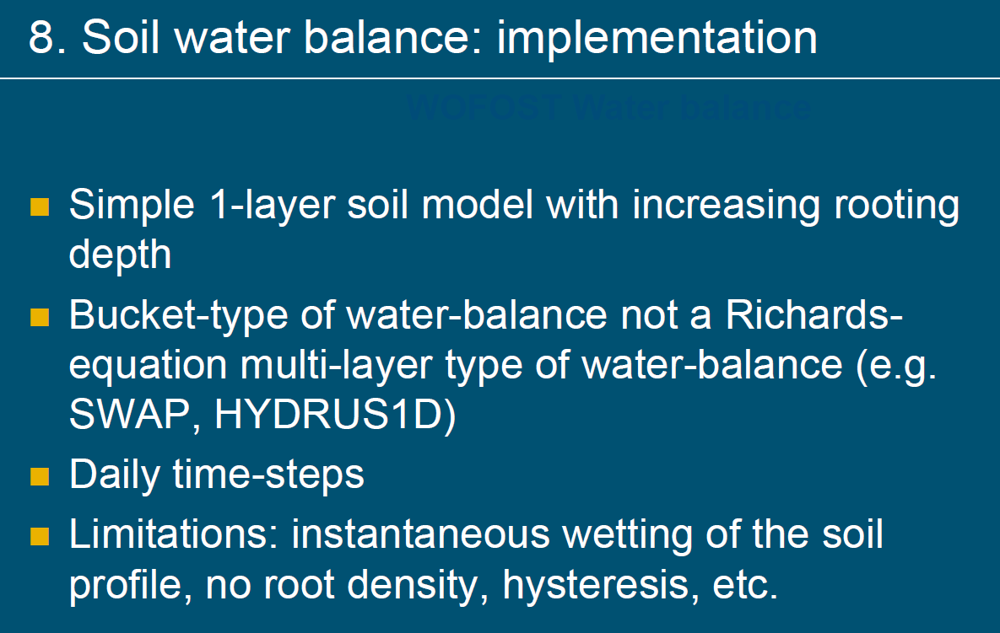 8. Soil water balance: implementation
WOFOST Water balance
Simple 1-layer soil model with increasing rooting
depth
Bucket-type of water-balance not a Richards-
equation multi-layer type of water-balance (e.g.
SWAP, HYDRUS1D)
Daily time-steps
Limitations: instantaneous wetting of the soil
profile, no root density, hysteresis, etc.